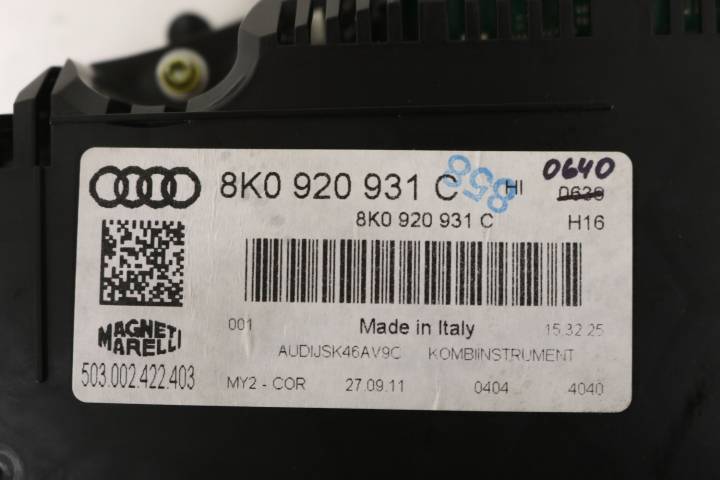 8K0 920 931 C HI 0640
858 0639
8K0 920 931 C H16
MAGNETI
MARELLI
001 Made in Italy 15.32.25
AUDIJSK46AV9C KOMBIINSTRUMENT
503.002.422.403
MY2 - COR 27.09.11 0404 4040